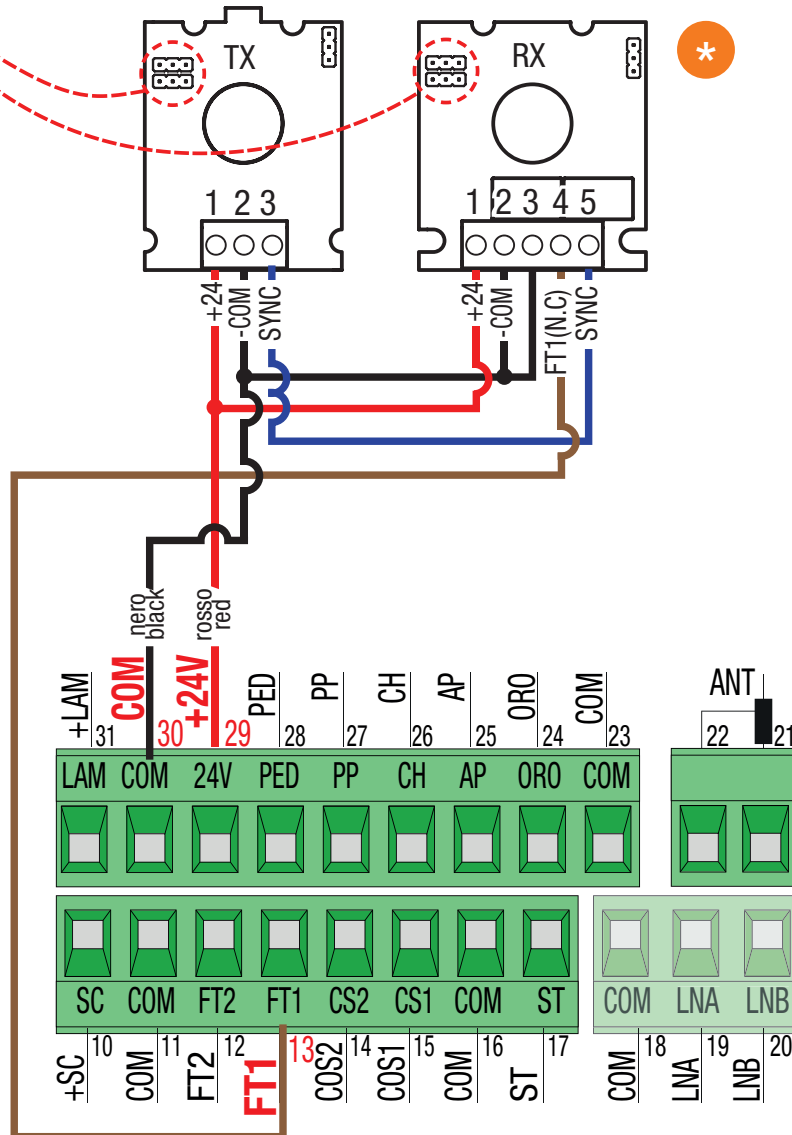 TX
RX
*
1 2 3
1 2 3 4 5
+24
-COM
SYNC
+24
-COM
FT1(N.C)
SYNC
nero
black
rosso
red
+LAM
COM
+24V
PED
PP
CH
AP
ORO
COM
ANT
31 30 29 28 27 26 25 24 23 22 21
LAM COM 24V PED PP CH AP ORO COM
SC COM FT2 FT1 CS2 CS1 COM ST COM LNA LNB
10 11 12 13 14 15 16 17 18 19 20
+SC
COM
FT2
FT1
COS2
COS1
COM
ST
COM
LNA
LNB